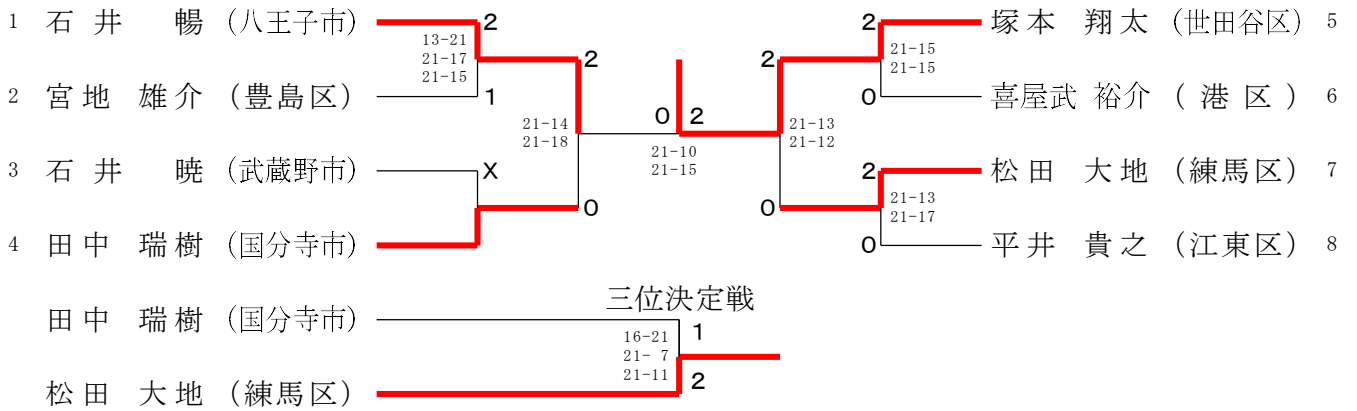 1 石井 暢 (八王子市) 2
13-21
21-17
21-15
2 宮地 雄介 (豊島区) 1
2
21-14
21-18
0
3 石井 暁 (武蔵野市) X
4 田中 瑞樹 (国分寺市)
0 2
21-10
21-15
2 塚本 翔太 (世田谷区) 5
21-15
21-15
0 喜屋武 裕介 (港区) 6
2
21-13
21-12
0
2 松田 大地 (練馬区) 7
21-13
21-17
0 平井 貴之 (江東区) 8
三位決定戦
田中 瑞樹 (国分寺市) 1
16-21
21- 7
21-11
松田 大地 (練馬区) 2